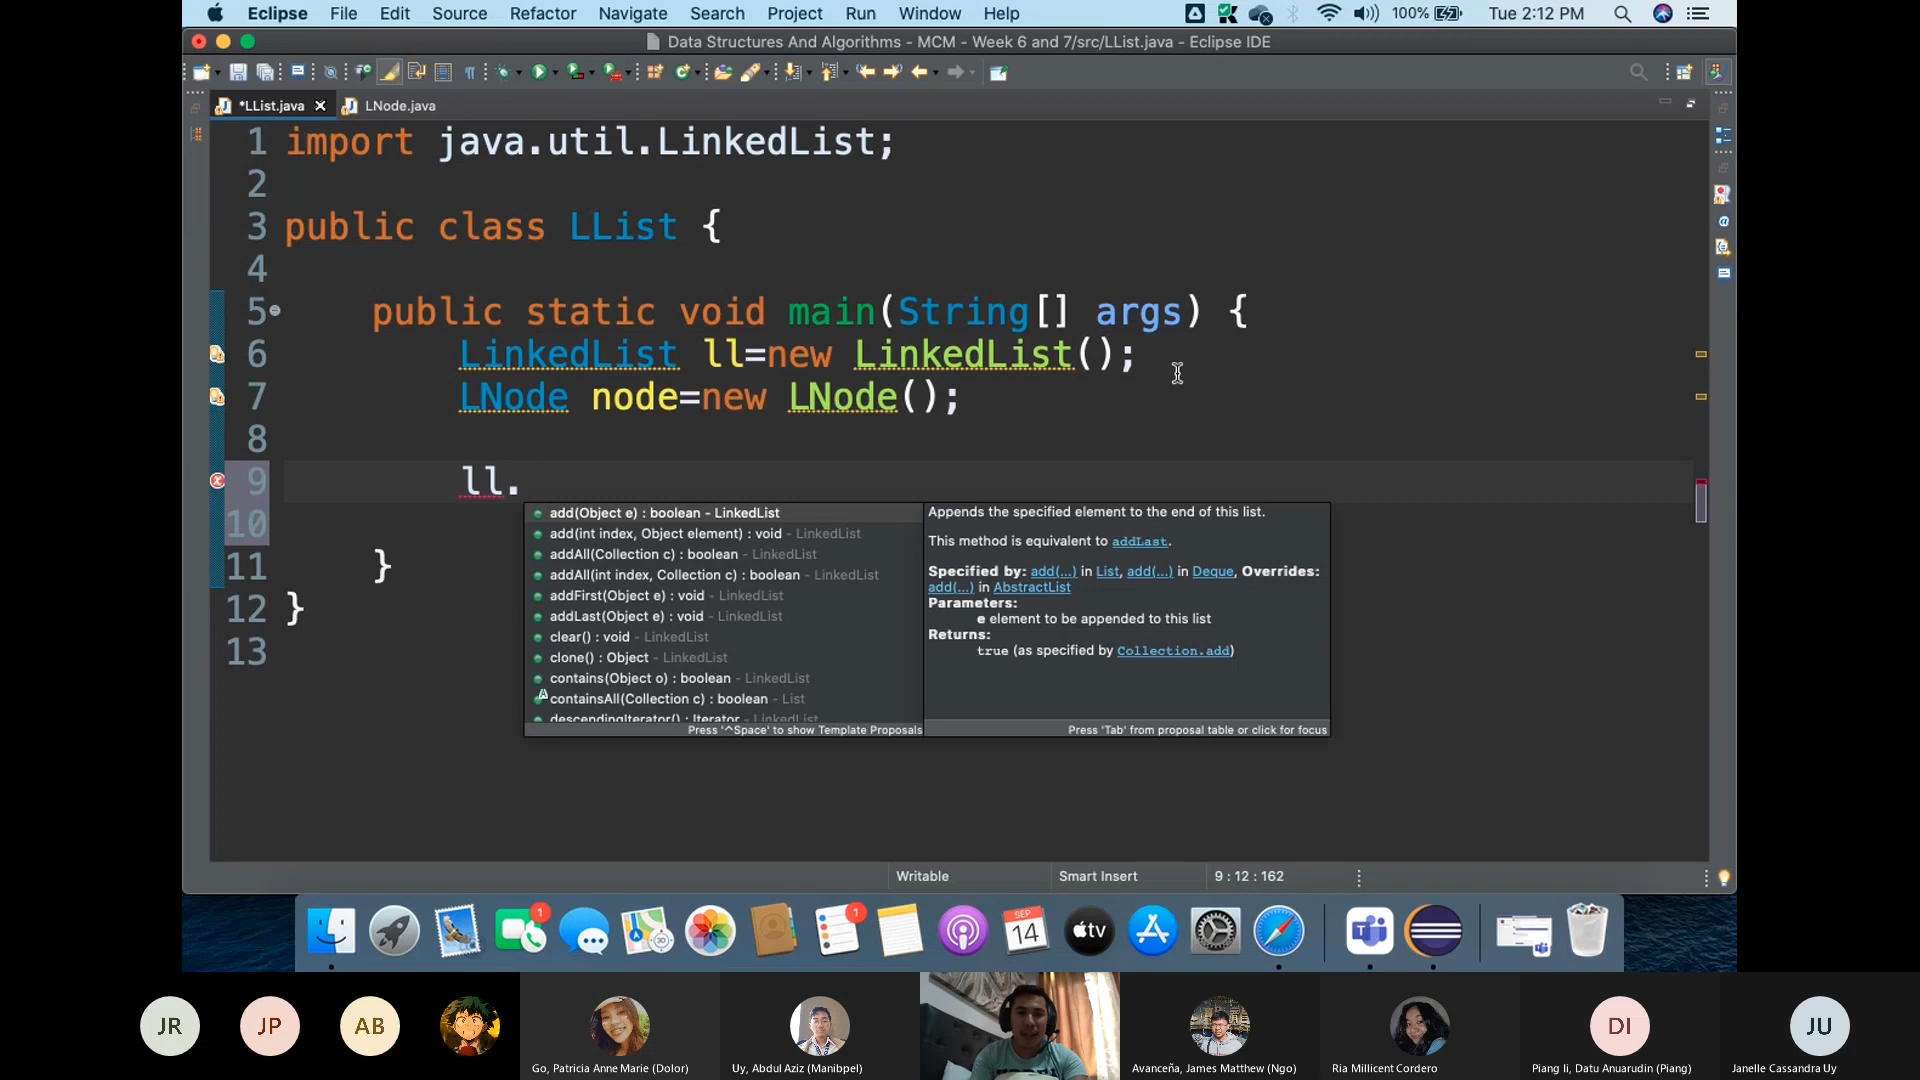 Eclipse File Edit Source Refactor Navigate Search Project Run Window Help 100% Tue 2:12 PM
Data Structures And Algorithms - MCM - Week 6 and 7/src/LList.java - Eclipse IDE
*LList.java LNode.java
1 import java.util.LinkedList;
2
3 public class LList {
4
5 public static void main(String[] args) {
6 LinkedList ll=new LinkedList();
7 LNode node=new LNode();
8
9 ll.
10
11 }
12 }
13
add(Object e) : boolean - LinkedList
add(int index, Object element) : void - LinkedList
addAll(Collection c) : boolean - LinkedList
addAll(int index, Collection c) : boolean - LinkedList
addFirst(Object e) : void - LinkedList
addLast(Object e) : void - LinkedList
clear() : void - LinkedList
clone() : Object - LinkedList
contains(Object o) : boolean - LinkedList
containsAll(Collection c) : boolean - List
descendingIterator() : Iterator - LinkedList
Press '^Space' to show Template Proposals
Appends the specified element to the end of this list.
This method is equivalent to addLast.
Specified by: add(...) in List, add(...) in Deque, Overrides:
add(...) in AbstractList
Parameters:
e element to be appended to this list
Returns:
true (as specified by Collection.add)
Press 'Tab' from proposal table or click for focus
Writable Smart Insert 9 : 12 : 162
1 1 SEP 14 tv
JR JP AB DI JU
Go, Patricia Anne Marie (Dolor) Uy, Abdul Aziz (Manibpel) Avanceña, James Matthew (Ngo) Ria Millicent Cordero Piang Ii, Datu Anuarudin (Piang) Janelle Cassandra Uy